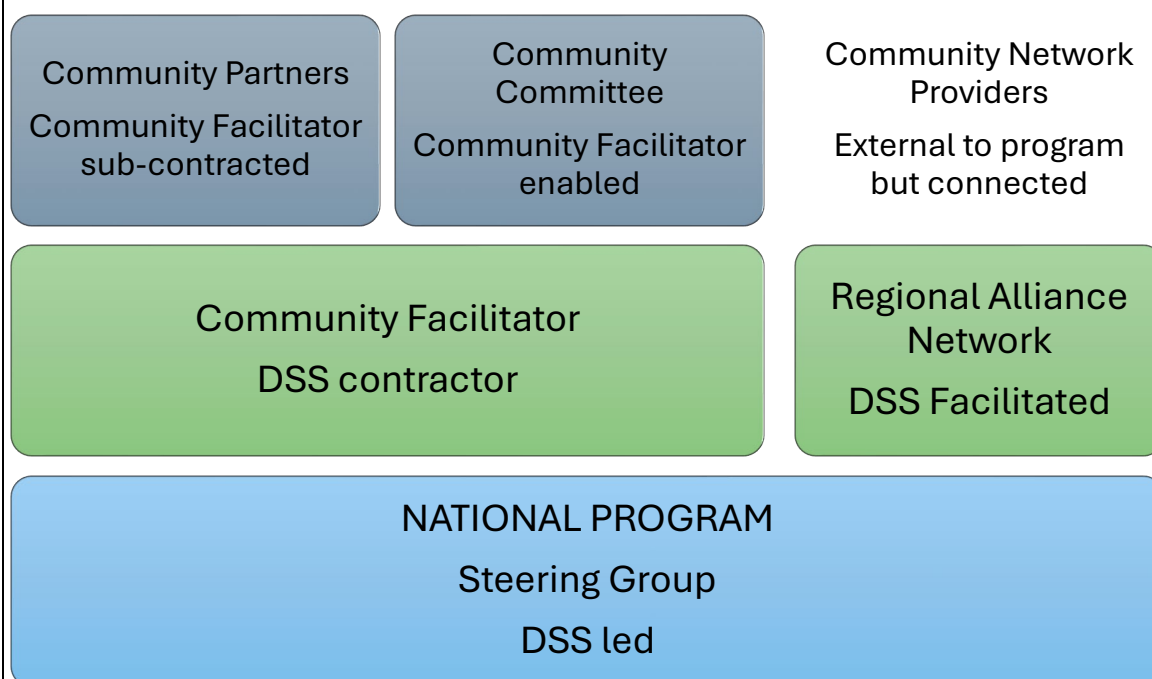 Community Partners
Community Facilitator
sub-contracted
Community
Committee
Community Facilitator
enabled
Community Network
Providers
External to program
but connected
Community Facilitator
DSS contractor
Regional Alliance
Network
DSS Facilitated
NATIONAL PROGRAM
Steering Group
DSS led